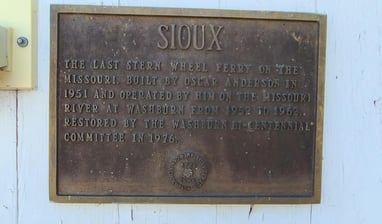 SIOUX
THE LAST STERN WHEEL FERRY ON THE
MISSOURI. BUILT BY OSCAR ANDERSON IN
1951 AND OPERATED BY HIM ON THE MISSOURI
RIVER AT WASHBURN FROM 1952 TO 1963.
RESTORED BY THE WASHBURN BI-CENTENNIAL
COMMITTEE IN 1976.